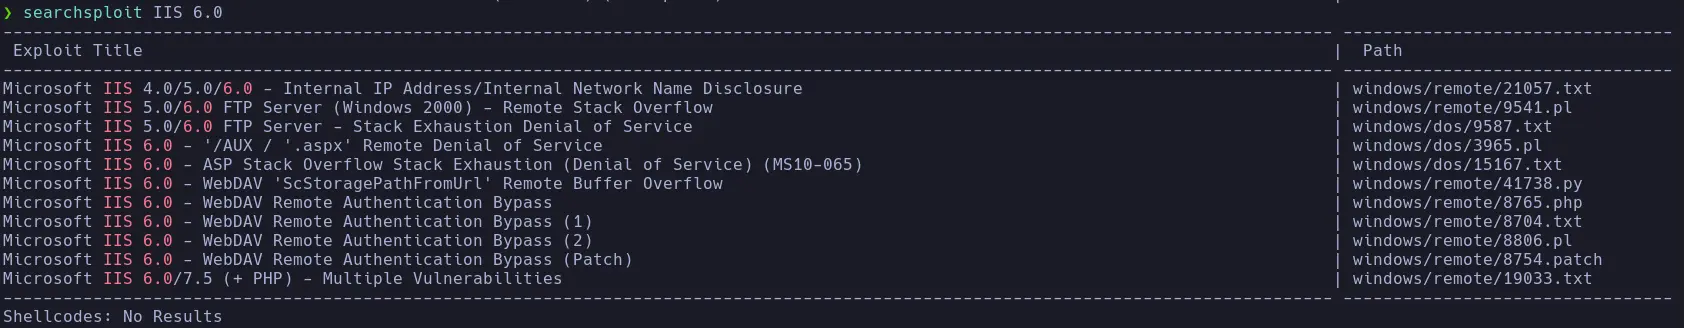 ❯ searchsploit IIS 6.0
------------------------------------------------------------------------------------------------------------------------------------- ---------------------------------
 Exploit Title                                                                                                                       |  Path
------------------------------------------------------------------------------------------------------------------------------------- ---------------------------------
Microsoft IIS 4.0/5.0/6.0 - Internal IP Address/Internal Network Name Disclosure                                                     | windows/remote/21057.txt
Microsoft IIS 5.0/6.0 FTP Server (Windows 2000) - Remote Stack Overflow                                                              | windows/remote/9541.pl
Microsoft IIS 5.0/6.0 FTP Server - Stack Exhaustion Denial of Service                                                                | windows/dos/9587.txt
Microsoft IIS 6.0 - '/AUX / '.aspx' Remote Denial of Service                                                                         | windows/dos/3965.pl
Microsoft IIS 6.0 - ASP Stack Overflow Stack Exhaustion (Denial of Service) (MS10-065)                                               | windows/dos/15167.txt
Microsoft IIS 6.0 - WebDAV 'ScStoragePathFromUrl' Remote Buffer Overflow                                                             | windows/remote/41738.py
Microsoft IIS 6.0 - WebDAV Remote Authentication Bypass                                                                              | windows/remote/8765.php
Microsoft IIS 6.0 - WebDAV Remote Authentication Bypass (1)                                                                          | windows/remote/8704.txt
Microsoft IIS 6.0 - WebDAV Remote Authentication Bypass (2)                                                                          | windows/remote/8806.pl
Microsoft IIS 6.0 - WebDAV Remote Authentication Bypass (Patch)                                                                      | windows/remote/8754.patch
Microsoft IIS 6.0/7.5 (+ PHP) - Multiple Vulnerabilities                                                                             | windows/remote/19033.txt
------------------------------------------------------------------------------------------------------------------------------------- ---------------------------------
Shellcodes: No Results